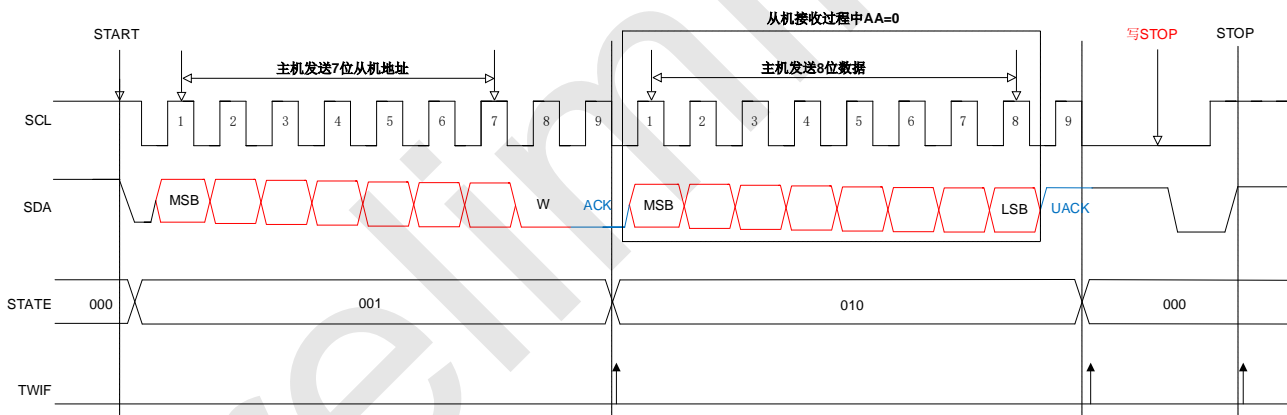 从机接收过程中AA=0
START
写STOP
STOP
主机发送7位从机地址
主机发送8位数据
SCL
1 2 3 4 5 6 7 8 9 1 2 3 4 5 6 7 8 9
SDA
MSB W ACK MSB LSB UACK
STATE
000 001 010 000
TWIF
relim